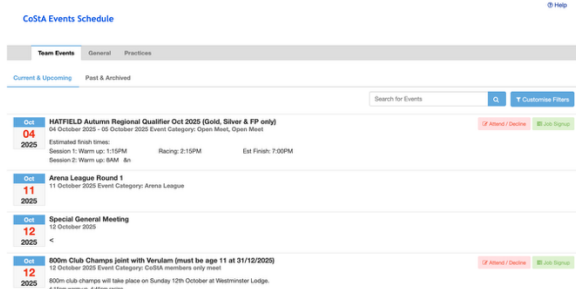 Help
CoStA Events Schedule
Team Events General Practices
Current & Upcoming Past & Archived
Search for Events Customise Filters
Oct 04 2025
HATFIELD Autumn Regional Qualifier Oct 2025 (Gold, Silver & FP only)
04 October 2025 - 05 October 2025 Event Category: Open Meet, Open Meet
Attend / Decline Job Signup
Estimated finish times:
Session 1: Warm up: 1:15PM Racing: 2:15PM Est Finish: 7:00PM
Session 2: Warm up: 8AM &n
Oct 11 2025
Arena League Round 1
11 October 2025 Event Category: Arena League
Oct 12 2025
Special General Meeting
12 October 2025
<
Oct 12 2025
800m Club Champs joint with Verulam (must be age 11 at 31/12/2025)
12 October 2025 Event Category: CoStA members only meet
Attend / Decline Job Signup
800m club champs will take place on Sunday 12th October at Westminster Lodge.